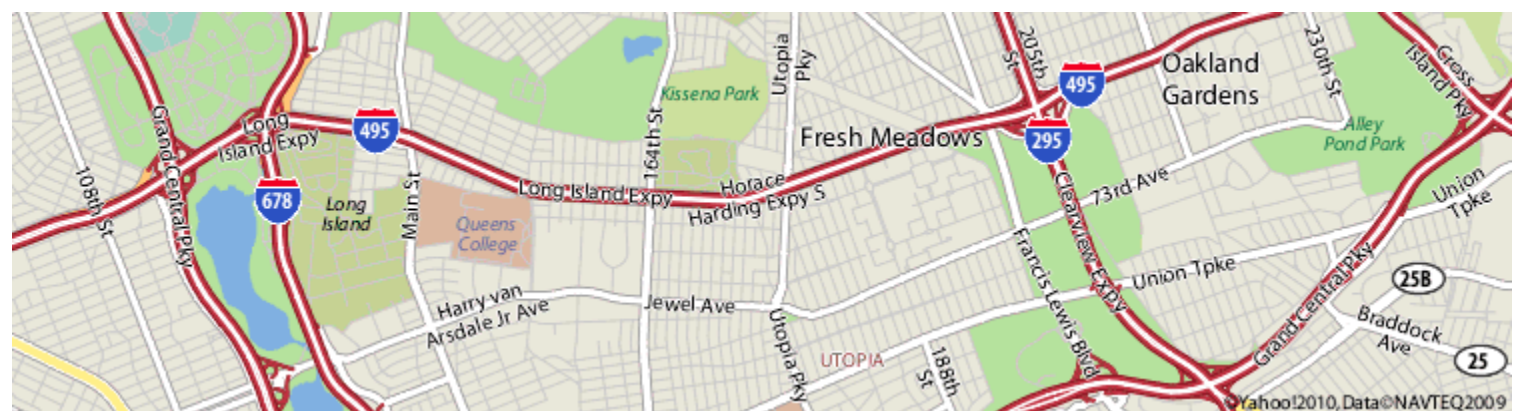 205th
St
Utopia
Pky
230th St
Cross
Island Pky
Oakland
Gardens
495
Kissena Park
Grand Central Pky
Long
Island Expy
495
164th St
Fresh Meadows
295
Alley
Pond Park
108th St
678
Long
Island
Main St
Long Island Expy
Horace
Harding Expy S
Clearview Expy
73rd Ave
Union
Tpke
Queens
College
Francis Lewis Blvd
Union Tpke
Grand Central Pky
25B
Harry van
Arsdale Jr Ave
Jewel Ave
Utopia Pky
UTOPIA
188th
St
Braddock
Ave
25
©Yahoo!2010, Data©NAVTEQ2009